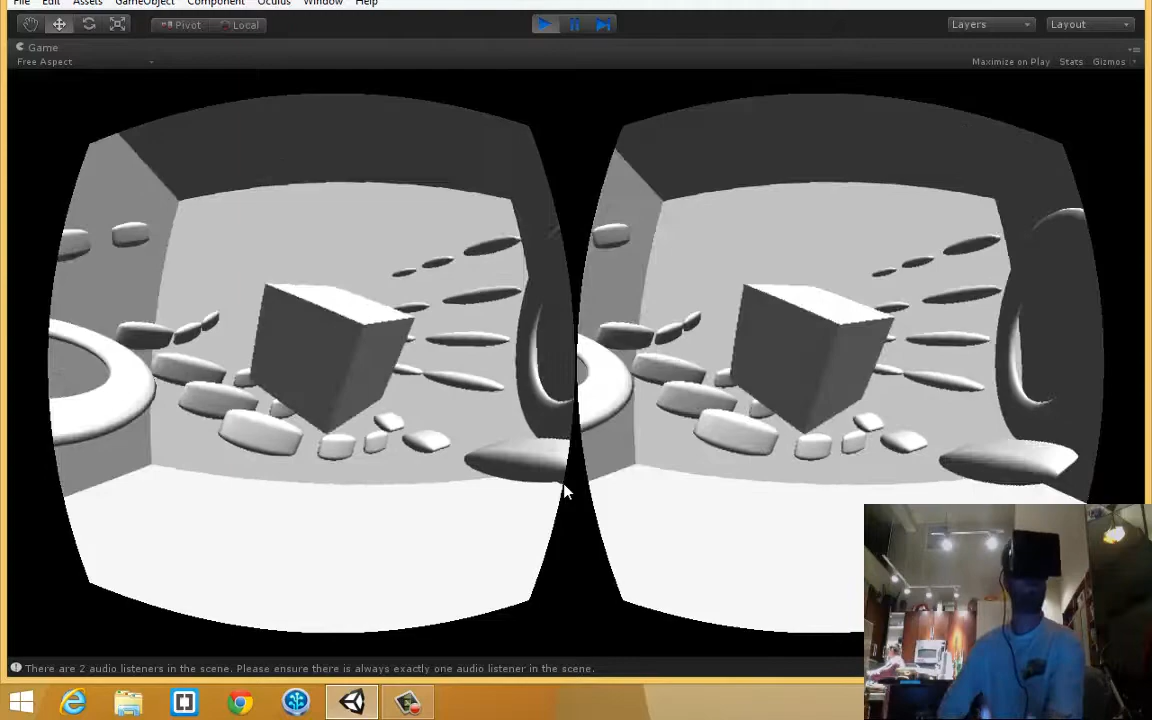 File Edit Assets GameObject Component Oculus Window Help
Pivot Local Layers Layout
Game
Free Aspect Maximize on Play Stats Gizmos
There are 2 audio listeners in the scene. Please ensure there is always exactly one audio listener in the scene.